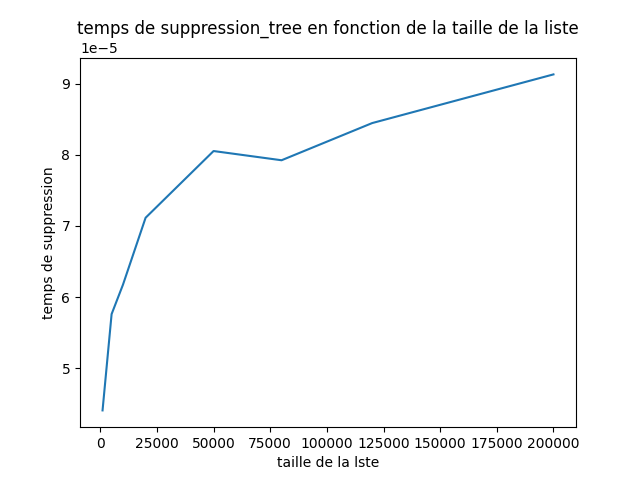 temps de suppression_tree en fonction de la taille de la liste
1e−5
9
8
7
6
5
temps de suppression
0 25000 50000 75000 100000 125000 150000 175000 200000
taille de la lste